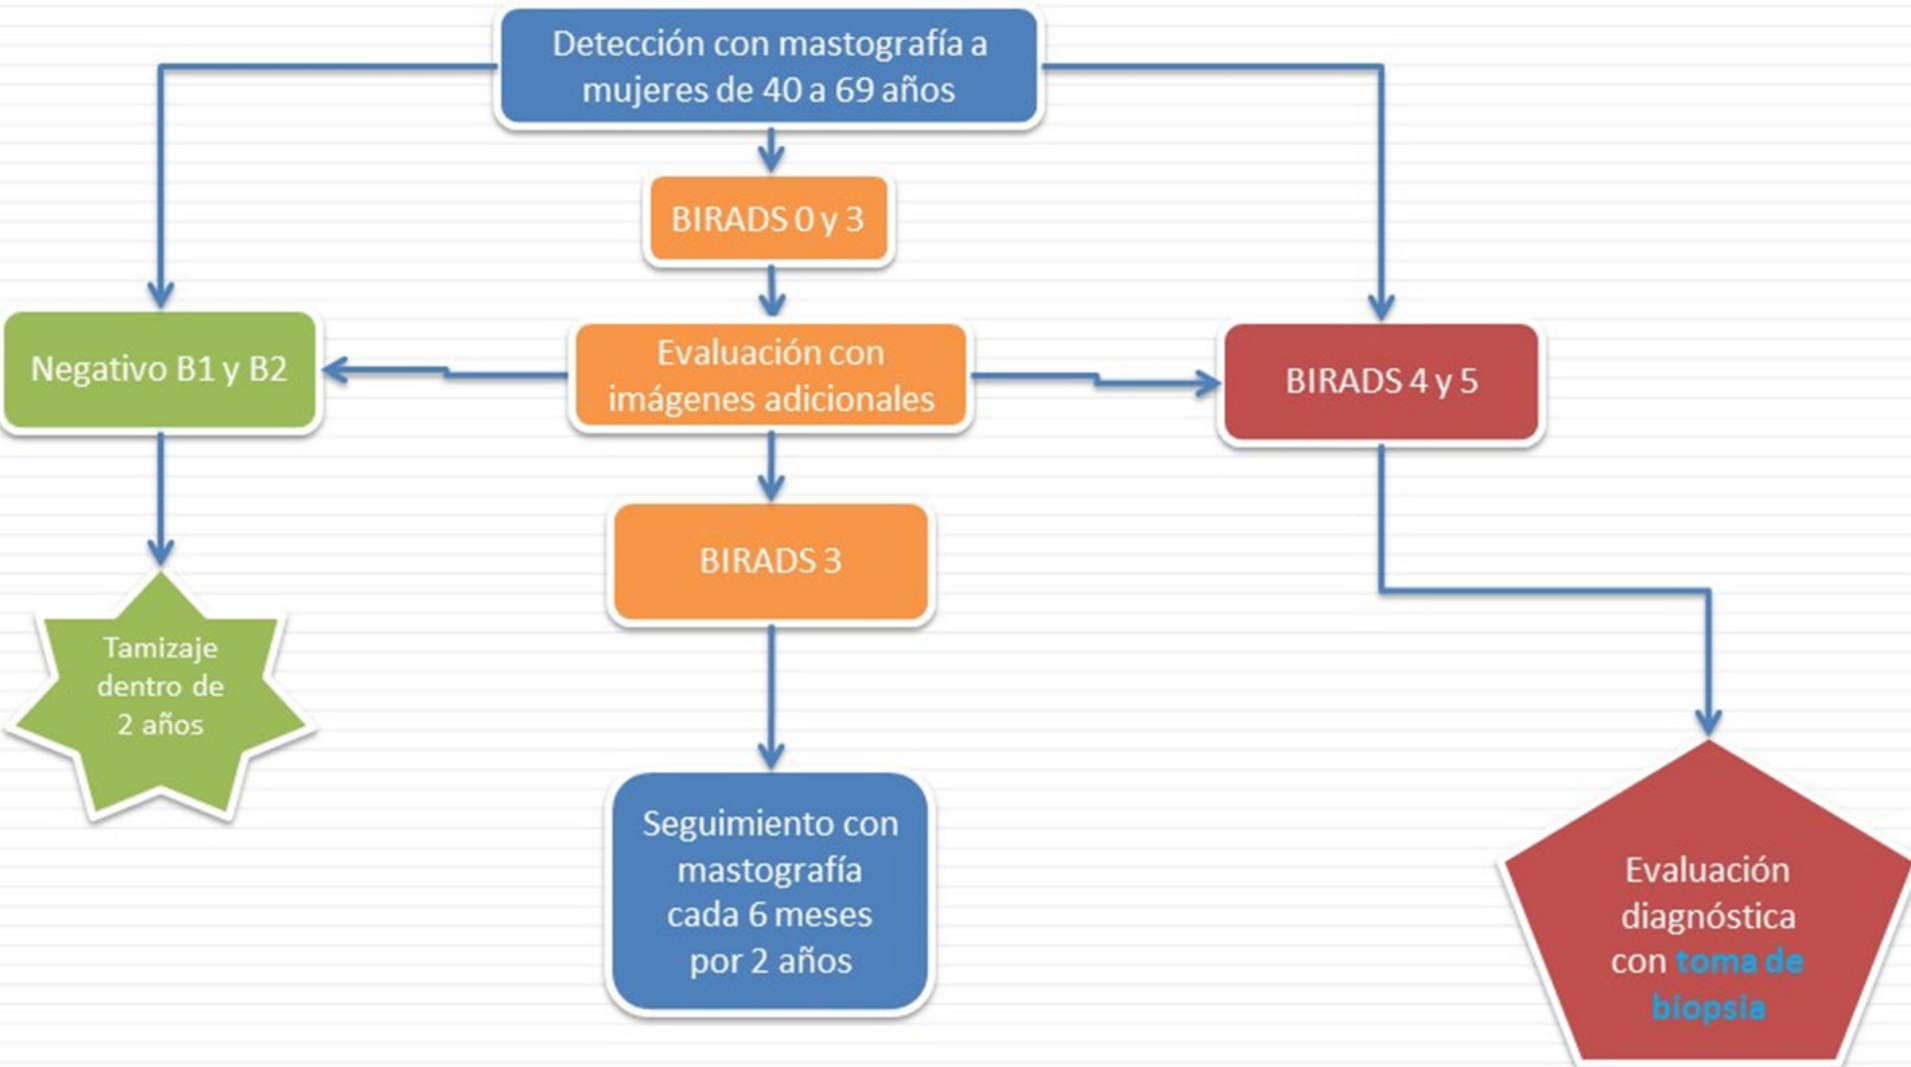 Detección con mastografía a
mujeres de 40 a 69 años
BIRADS 0 y 3
Negativo B1 y B2
Evaluación con
imágenes adicionales
BIRADS 4 y 5
BIRADS 3
Tamizaje
dentro de
2 años
Seguimiento con
mastografía
cada 6 meses
por 2 años
Evaluación
diagnóstica
con toma de
biopsia